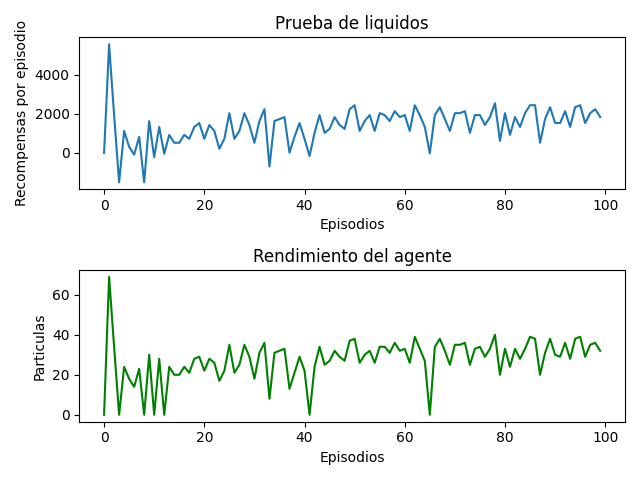 Prueba de liquidos
Recompensas por episodio
4000
2000
0
0 20 40 60 80 100
Episodios
Rendimiento del agente
Particulas
60
40
20
0
0 20 40 60 80 100
Episodios